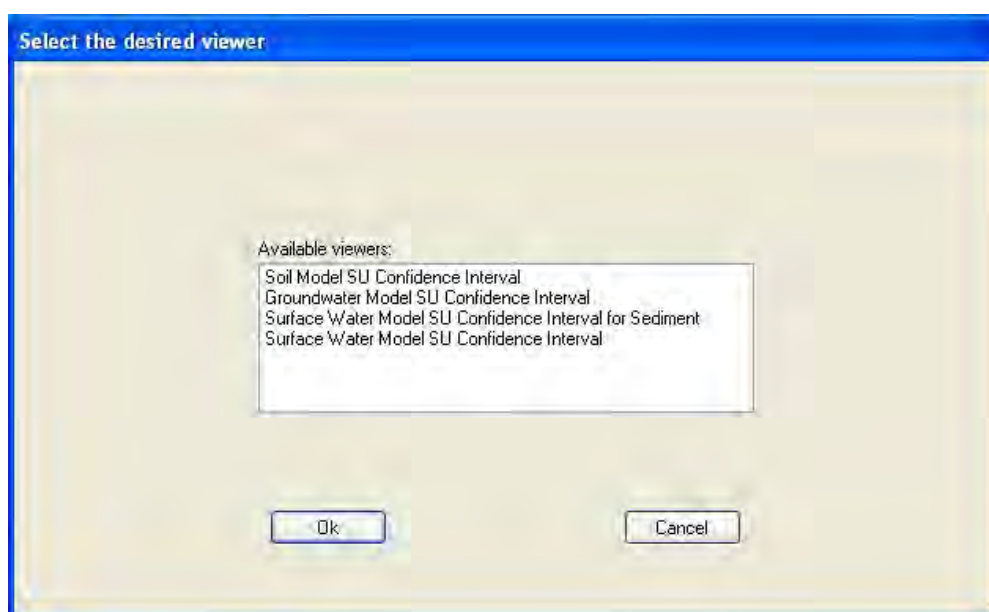 Select the desired viewer
Available viewers:
Soil Model SU Confidence Interval
Groundwater Model SU Confidence Interval
Surface Water Model SU Confidence Interval for Sediment
Surface Water Model SU Confidence Interval
Ok
Cancel